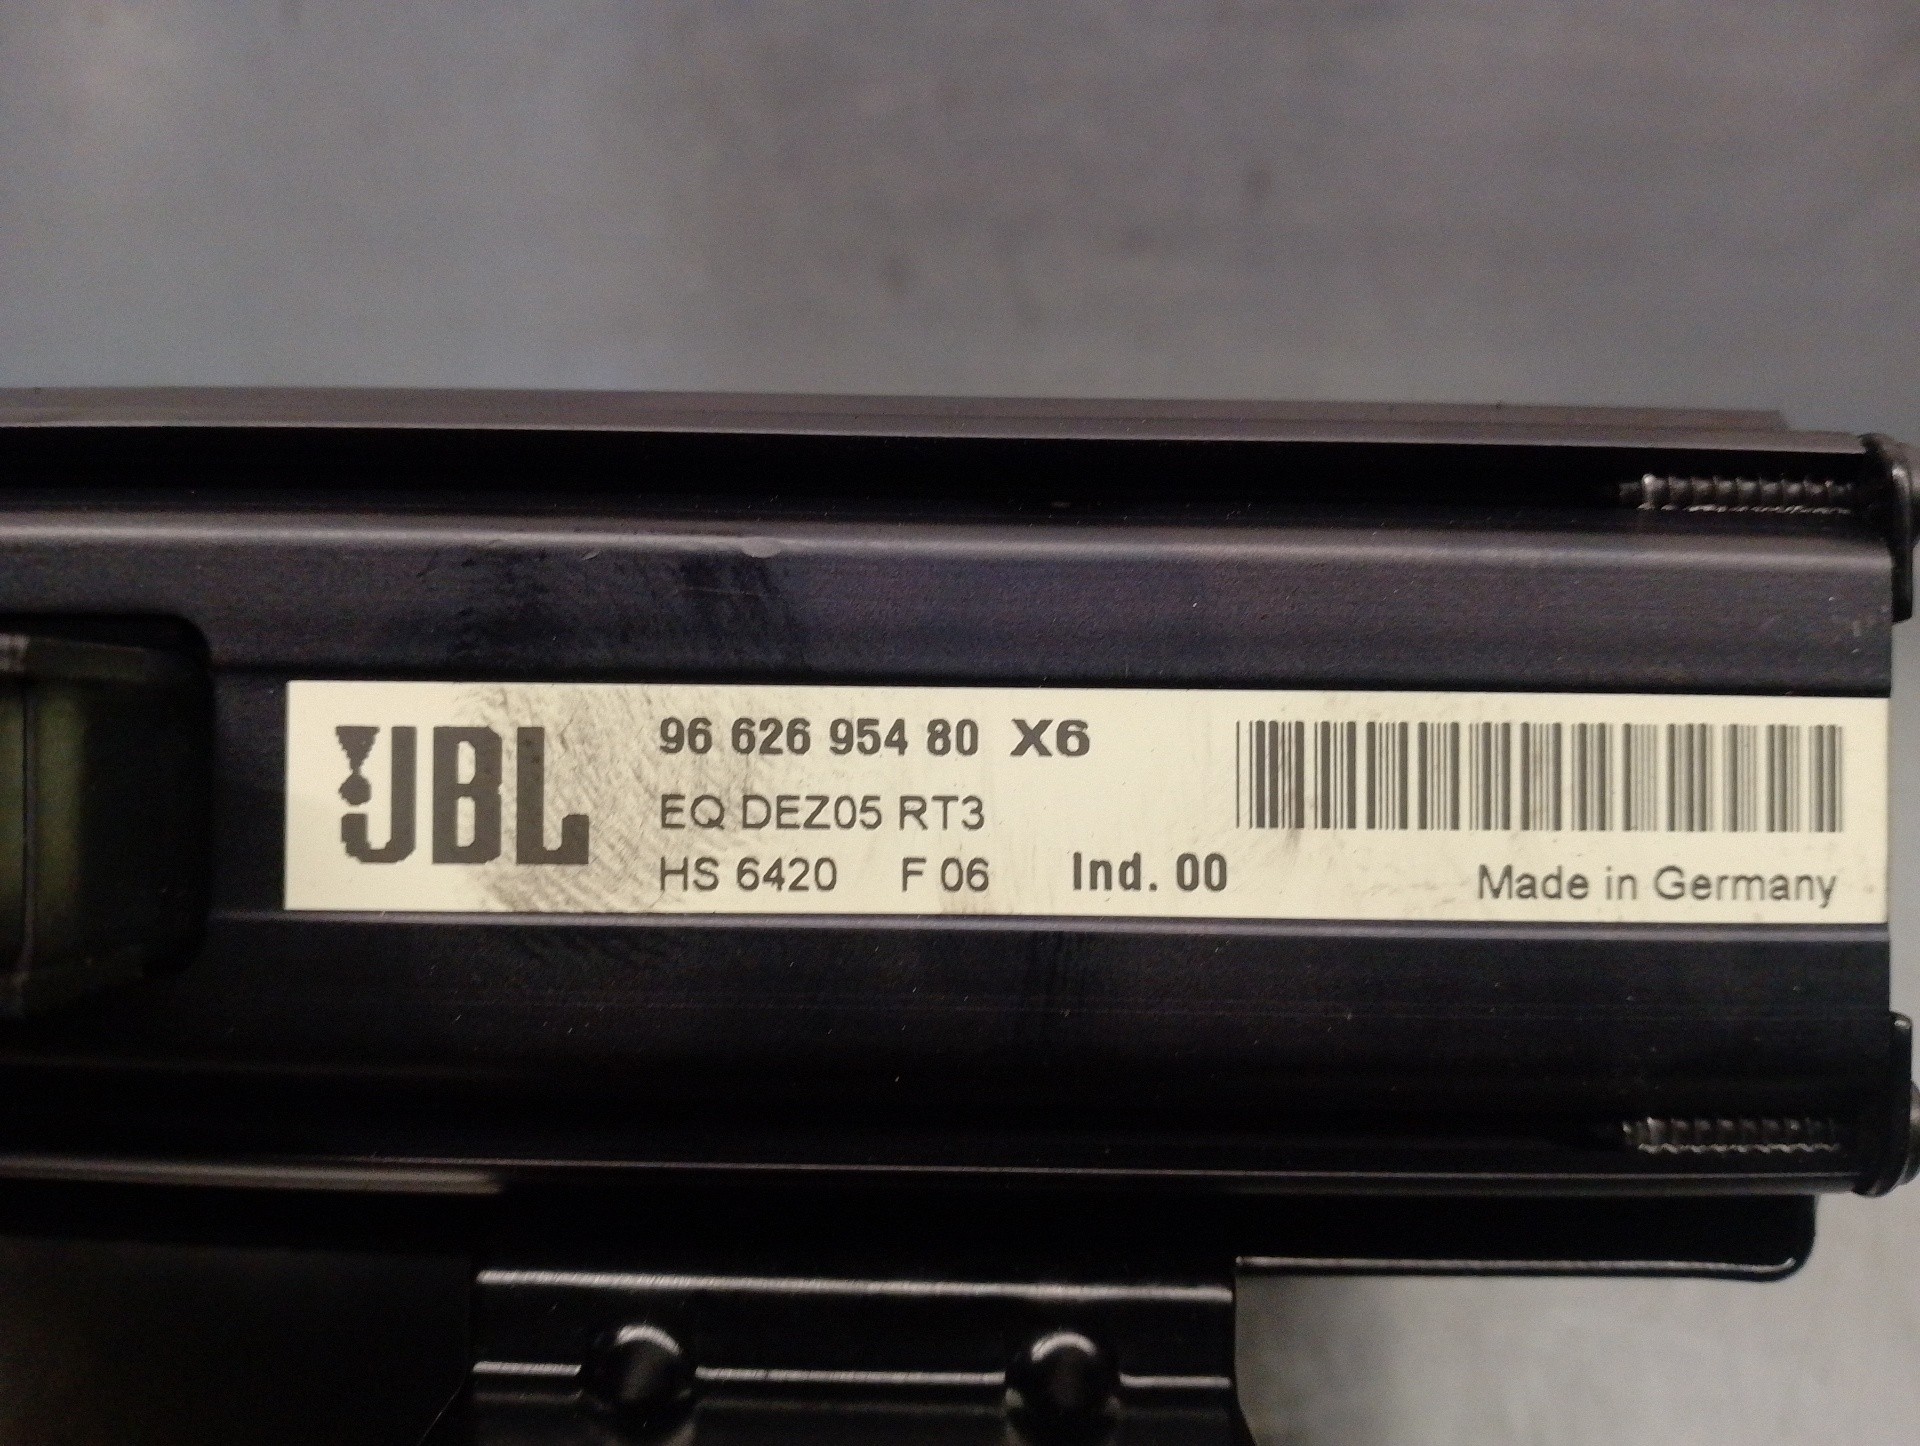 JBL
96 626 954 80 X6
EQ DEZ05 RT3
HS 6420 F 06 Ind. 00
Made in Germany